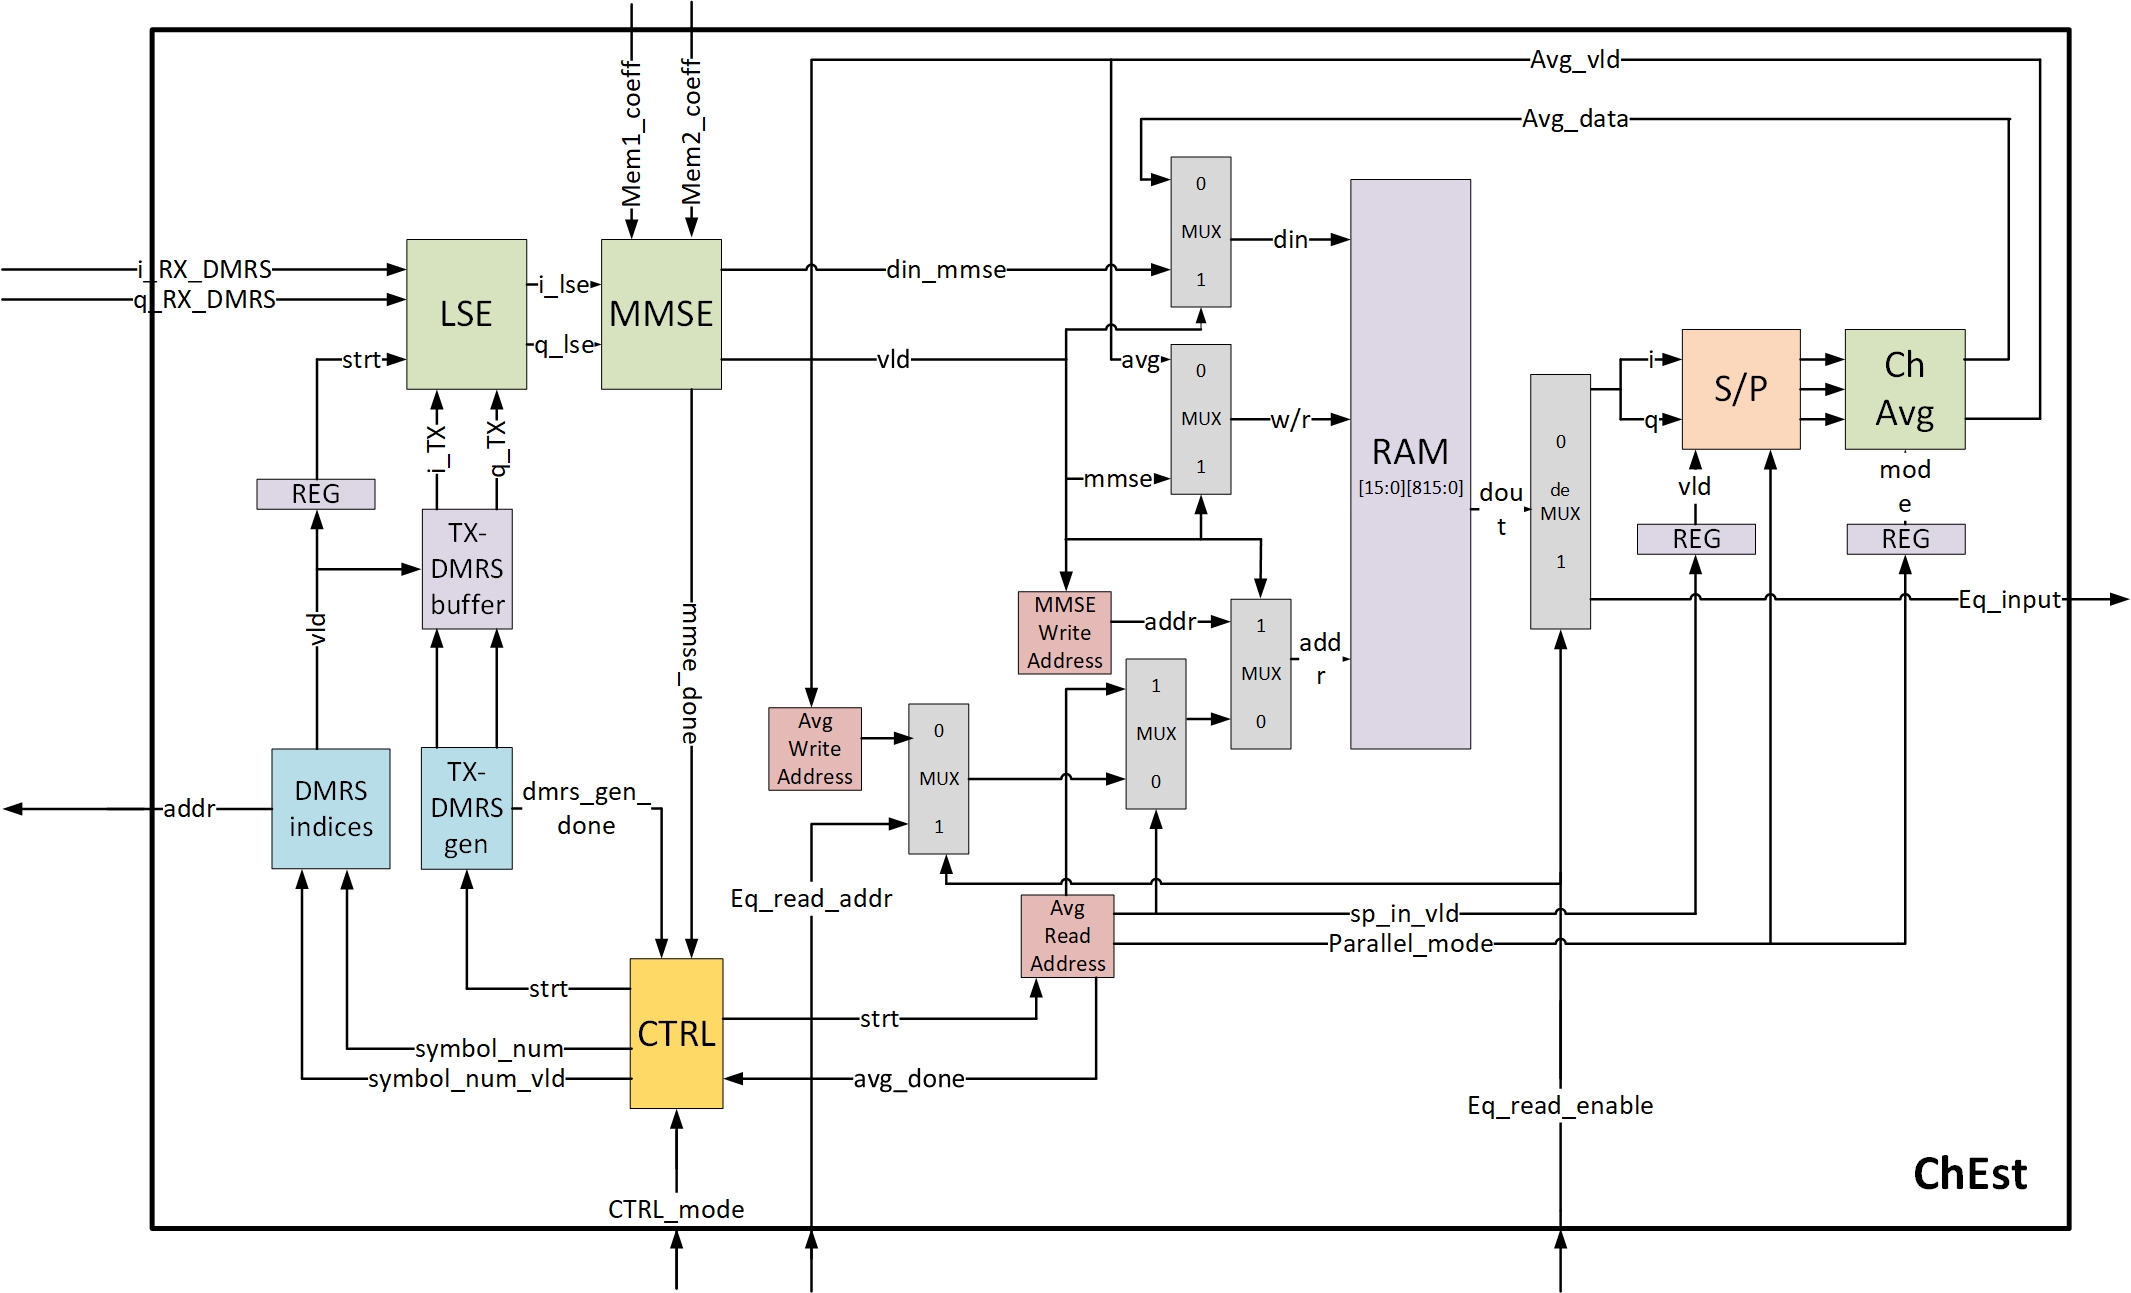 Avg_vld
Avg_data
Mem1_coeff
Mem2_coeff
0
MUX
1
din
din_mmse
i_RX_DMRS
q_RX_DMRS
LSE
i_lse
q_lse
MMSE
strt
vld
avg
0
MUX
1
mmse
w/r
RAM
[15:0][815:0]
dou
t
0
de
MUX
1
i
q
S/P
Ch
Avg
vld
mod
e
REG
REG
Eq_input
REG
i_TX
q_TX
TX-
DMRS
buffer
vld
mmse_done
MMSE
Write
Address
addr
1
MUX
0
add
r
1
MUX
0
Avg
Write
Address
0
MUX
1
addr
DMRS
indices
TX-
DMRS
gen
dmrs_gen_
done
Eq_read_addr
Avg
Read
Address
sp_in_vld
Parallel_mode
strt
CTRL
strt
symbol_num
symbol_num_vld
avg_done
Eq_read_enable
CTRL_mode
ChEst